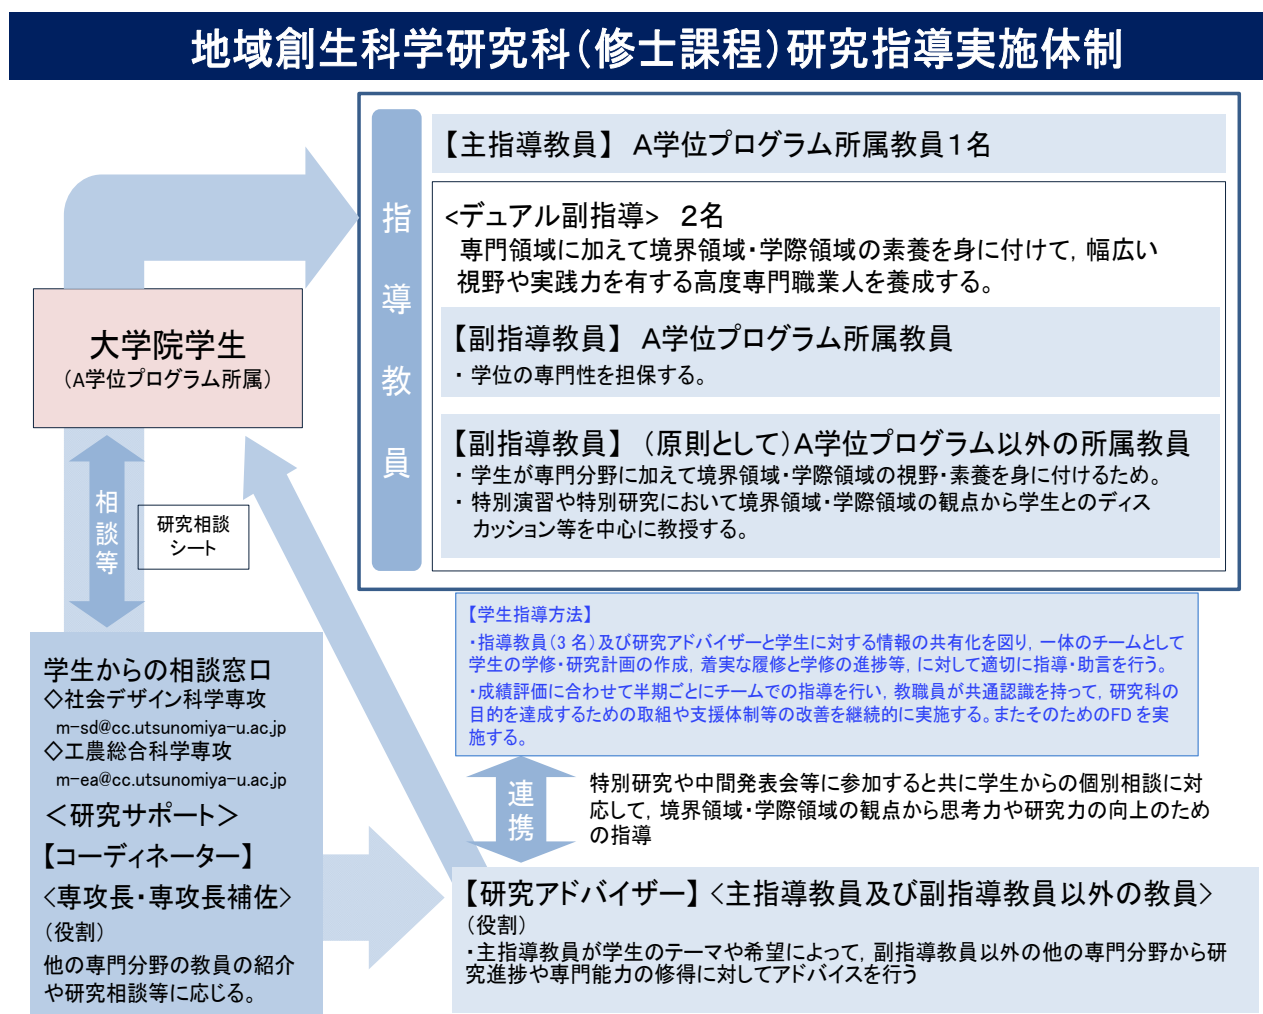 地域創生科学研究科（修士課程）研究指導実施体制
指導教員
【主指導教員】 A学位プログラム所属教員１名
<デュアル副指導> ２名
専門領域に加えて境界領域・学際領域の素養を身に付けて，幅広い
視野や実践力を有する高度専門職業人を養成する。
【副指導教員】 A学位プログラム所属教員
・ 学位の専門性を担保する。
【副指導教員】 （原則として）A学位プログラム以外の所属教員
・ 学生が専門分野に加えて境界領域・学際領域の視野・素養を身に付けるため。
・ 特別演習や特別研究において境界領域・学際領域の観点から学生とのディス
カッション等を中心に教授する。
大学院学生
（A学位プログラム所属）
相談等
研究相談
シート
【学生指導方法】
・指導教員（3 名）及び研究アドバイザーと学生に対する情報の共有化を図り，一体のチームとして
学生の学修・研究計画の作成，着実な履修と学修の進捗等，に対して適切に指導・助言を行う。
・成績評価に合わせて半期ごとにチームでの指導を行い，教職員が共通認識を持って，研究科の
目的を達成するための取組や支援体制等の改善を継続的に実施する。またそのためのFD を実
施する。
学生からの相談窓口
◇社会デザイン科学専攻
m-sd@cc.utsunomiya-u.ac.jp
◇工農総合科学専攻
m-ea@cc.utsunomiya-u.ac.jp
＜研究サポート＞
【コーディネーター】
<専攻長・専攻長補佐>
（役割）
他の専門分野の教員の紹介
や研究相談等に応じる。
連携
特別研究や中間発表会等に参加すると共に学生からの個別相談に対
応して，境界領域・学際領域の観点から思考力や研究力の向上のため
の指導
【研究アドバイザー】<主指導教員及び副指導教員以外の教員>
（役割）
・主指導教員が学生のテーマや希望によって，副指導教員以外の他の専門分野から研
究進捗や専門能力の修得に対してアドバイスを行う